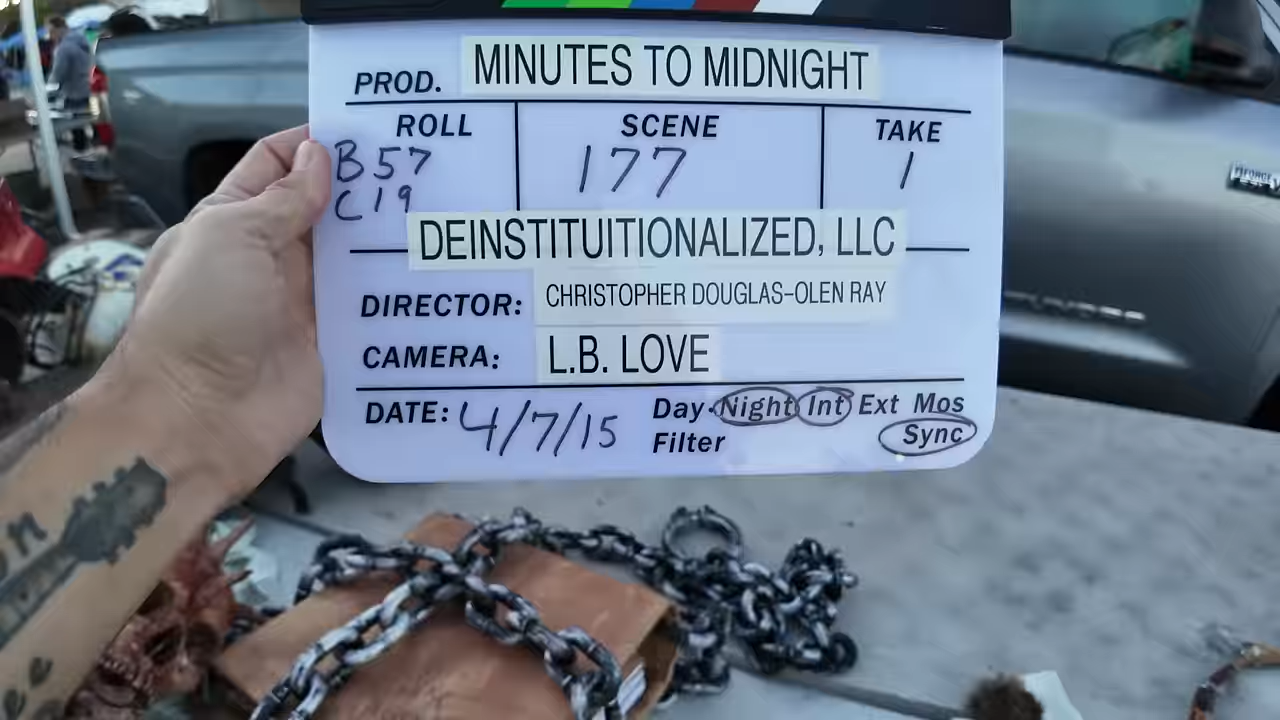 PROD. MINUTES TO MIDNIGHT
ROLL SCENE TAKE
B57 177 1
C19
DEINSTITUITIONALIZED, LLC
DIRECTOR: CHRISTOPHER DOUGLAS-OLEN RAY
CAMERA: L.B. LOVE
DATE: 4/7/15 Day·Night Int Ext Mos
Filter Sync